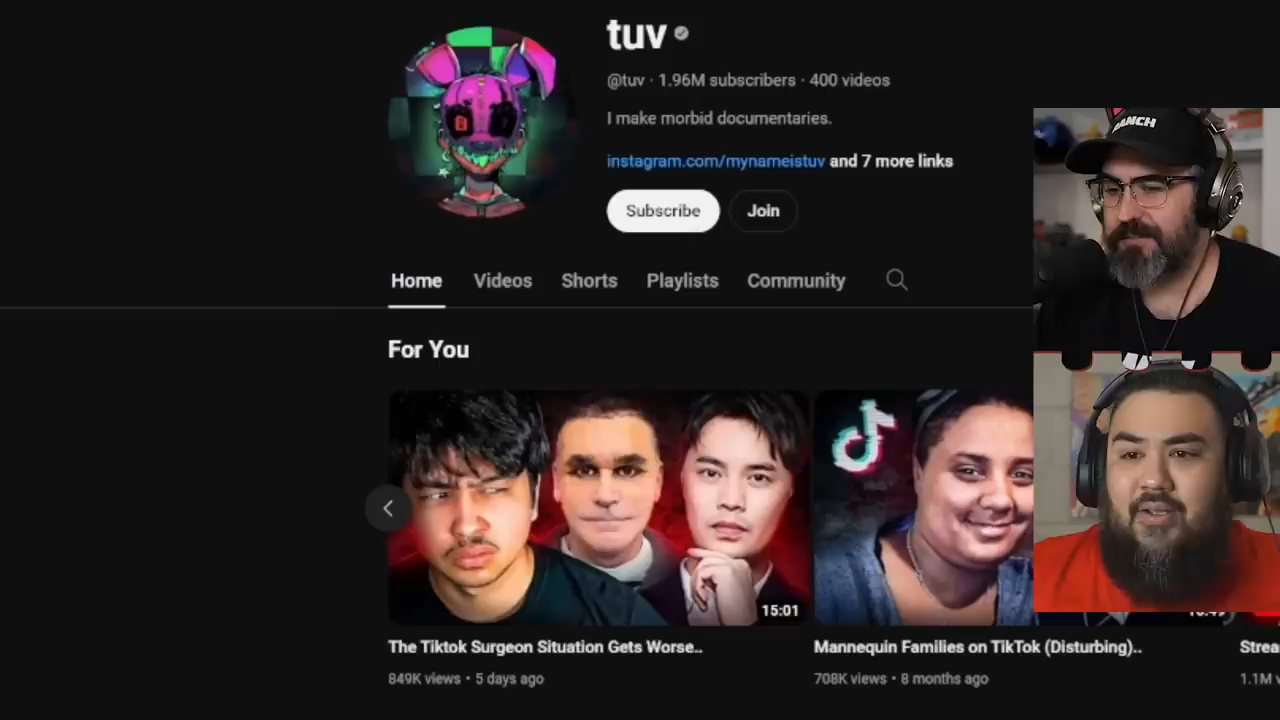 tuv
@tuv · 1.96M subscribers · 400 videos
I make morbid documentaries.
instagram.com/mynameistuv and 7 more links
Subscribe
Join
Home
Videos
Shorts
Playlists
Community
For You
15:01
The Tiktok Surgeon Situation Gets Worse..
849K views • 5 days ago
Mannequin Families on TikTok (Disturbing)..
708K views • 8 months ago
Strea
1.1M
RANCH